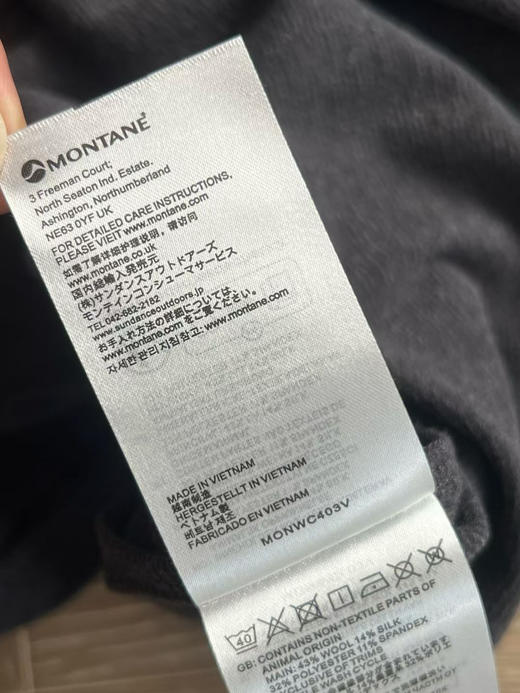 MONTANE
3 Freeman Court;
North Seaton Ind. Estate.
Ashington, Northumberland
NE63 0YF UK
FOR DETAILED CARE INSTRUCTIONS,
PLEASE VIEIT www.montane.com
如需了解详细护理说明，请访问
www.montane.co.uk
国内総輸入発売元
(株)サンダンスアウトドアーズ
モンテインコンシューマサービス
TEL 042-682-2182
www.sundanceoutdoors.jp
お手入れ方法の詳細については、
www.montane.com をご覧ください。
자세한 관리 지침 참고: www.montane.com
MADE IN VIETNAM
越南制造
HERGESTELLT IN VIETNAM
ベトナム製
베트남 제조
FABRICADO EN VIETNAM
MONWC403V
40
GB: CONTAINS NON-TEXTILE PARTS OF
ANIMAL ORIGIN
MAIN: 43% WOOL 14% SILK
32% POLYESTER 11% SPANDEX
EXCLUSIVE OF TRIMS